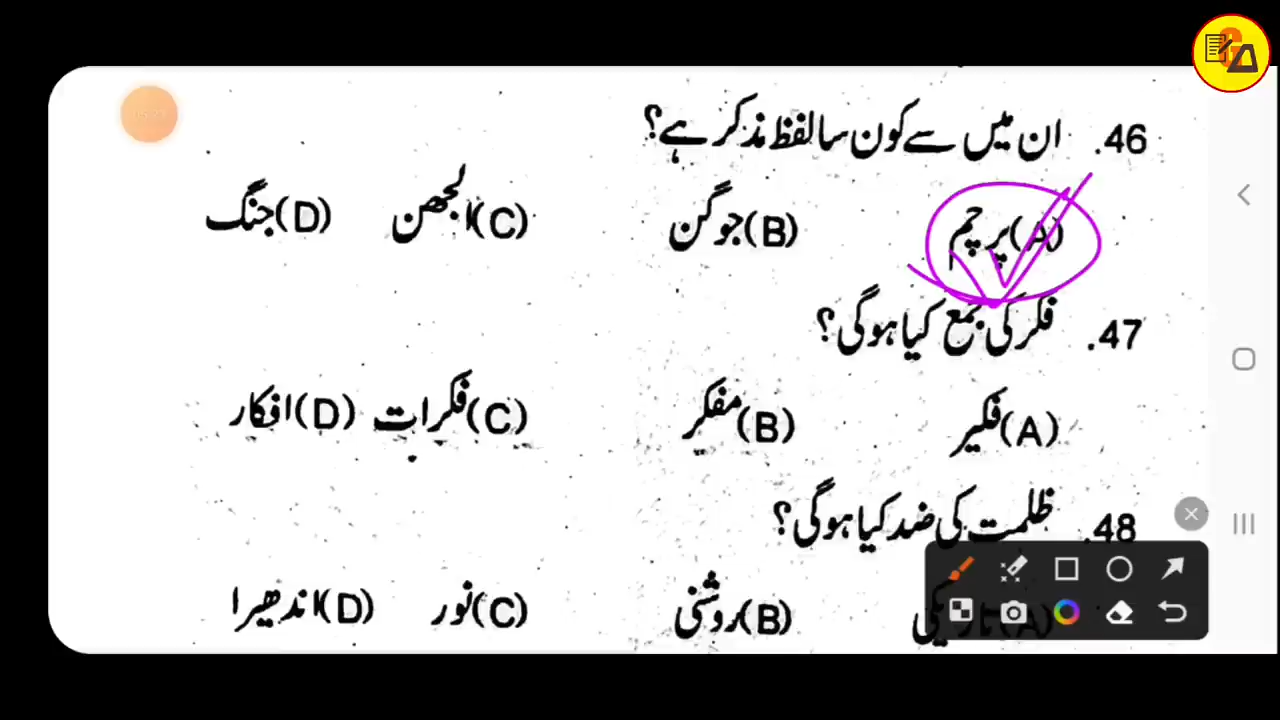 46. ان میں سے کون سا لفظ مذکر ہے؟
(A) پرچم (B) جوگن (C) الجھن (D) جنگ
47. فکر کی جمع کیا ہوگی؟
(A) فکیر (B) مفکر (C) فکرات (D) افکار
48. ظلمت کی ضد کیا ہوگی؟
(A) تاریکی (B) روشنی (C) نور (D) اندھیرا